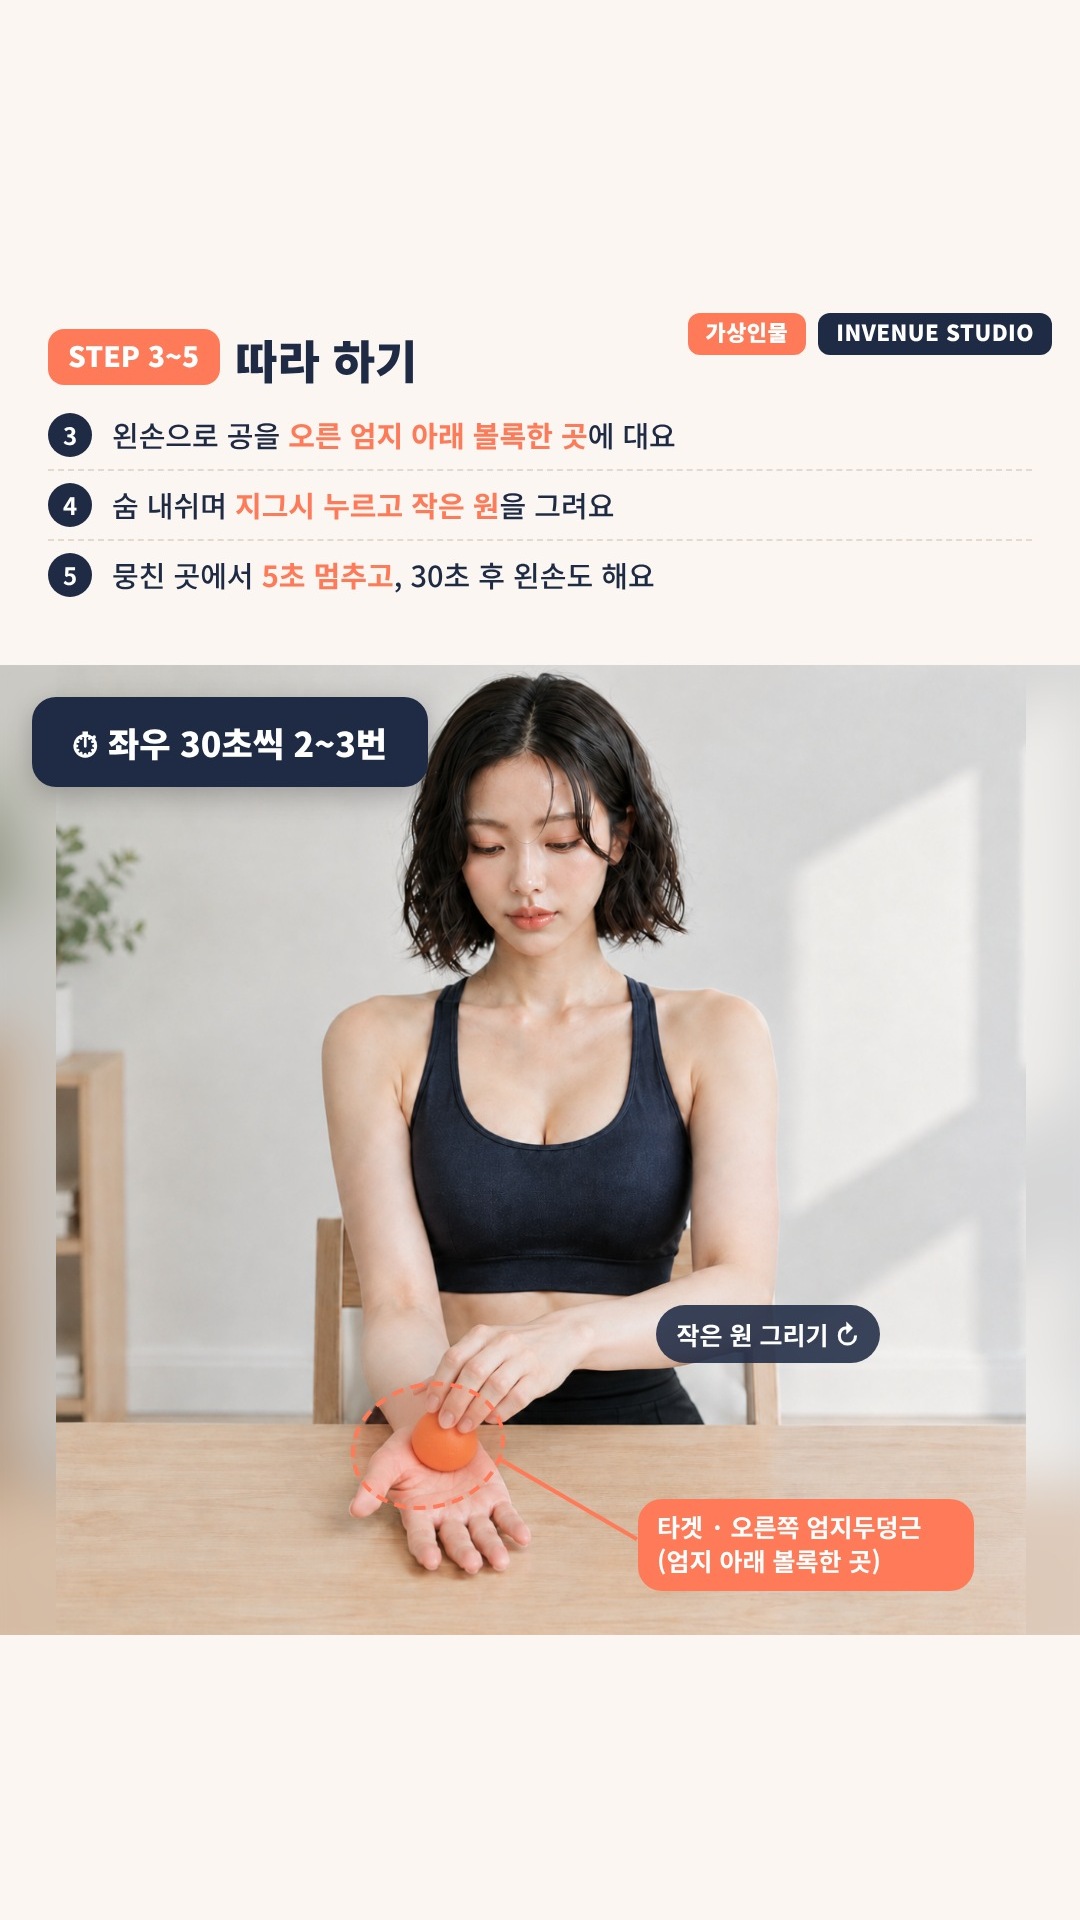 STEP 3~5 따라 하기
가상인물 INVENUE STUDIO
3 왼손으로 공을 오른 엄지 아래 볼록한 곳에 대요
4 숨 내쉬며 지그시 누르고 작은 원을 그려요
5 뭉친 곳에서 5초 멈추고, 30초 후 왼손도 해요
⏱ 좌우 30초씩 2~3번
작은 원 그리기 ↻
타겟 · 오른쪽 엄지두덩근
(엄지 아래 볼록한 곳)